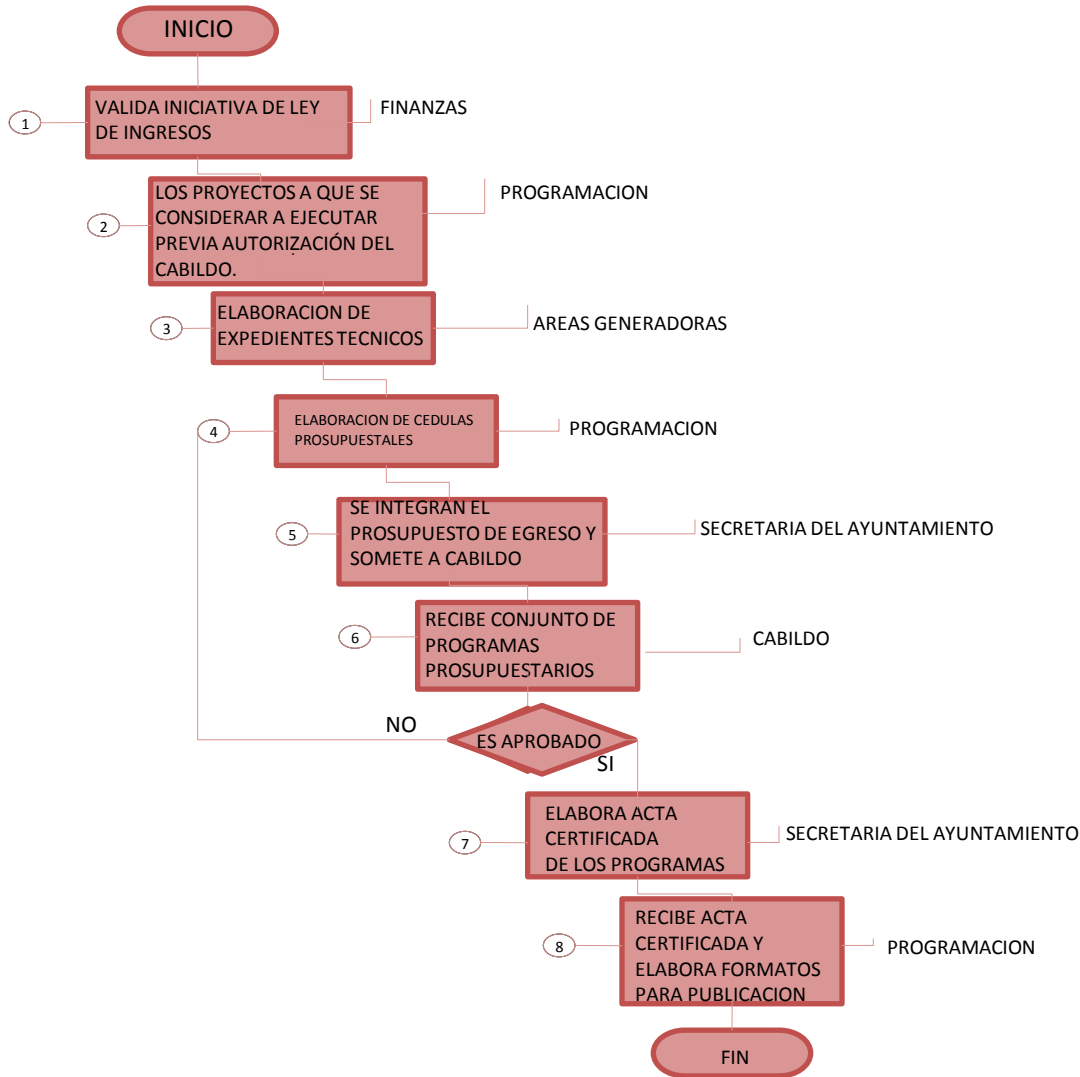 INICIO
1
VALIDA INICIATIVA DE LEY
DE INGRESOS
FINANZAS
2
LOS PROYECTOS A QUE SE
CONSIDERAR A EJECUTAR
PREVIA AUTORIZACIÓN DEL
CABILDO.
PROGRAMACION
3
ELABORACION DE
EXPEDIENTES TECNICOS
AREAS GENERADORAS
4
ELABORACION DE CEDULAS
PROSUPUESTALES
PROGRAMACION
5
SE INTEGRAN EL
PROSUPUESTO DE EGRESO Y
SOMETE A CABILDO
SECRETARIA DEL AYUNTAMIENTO
6
RECIBE CONJUNTO DE
PROGRAMAS
PROSUPUESTARIOS
CABILDO
NO
ES APROBADO
SI
7
ELABORA ACTA
CERTIFICADA
DE LOS PROGRAMAS
SECRETARIA DEL AYUNTAMIENTO
8
RECIBE ACTA
CERTIFICADA Y
ELABORA FORMATOS
PARA PUBLICACION
PROGRAMACION
FIN